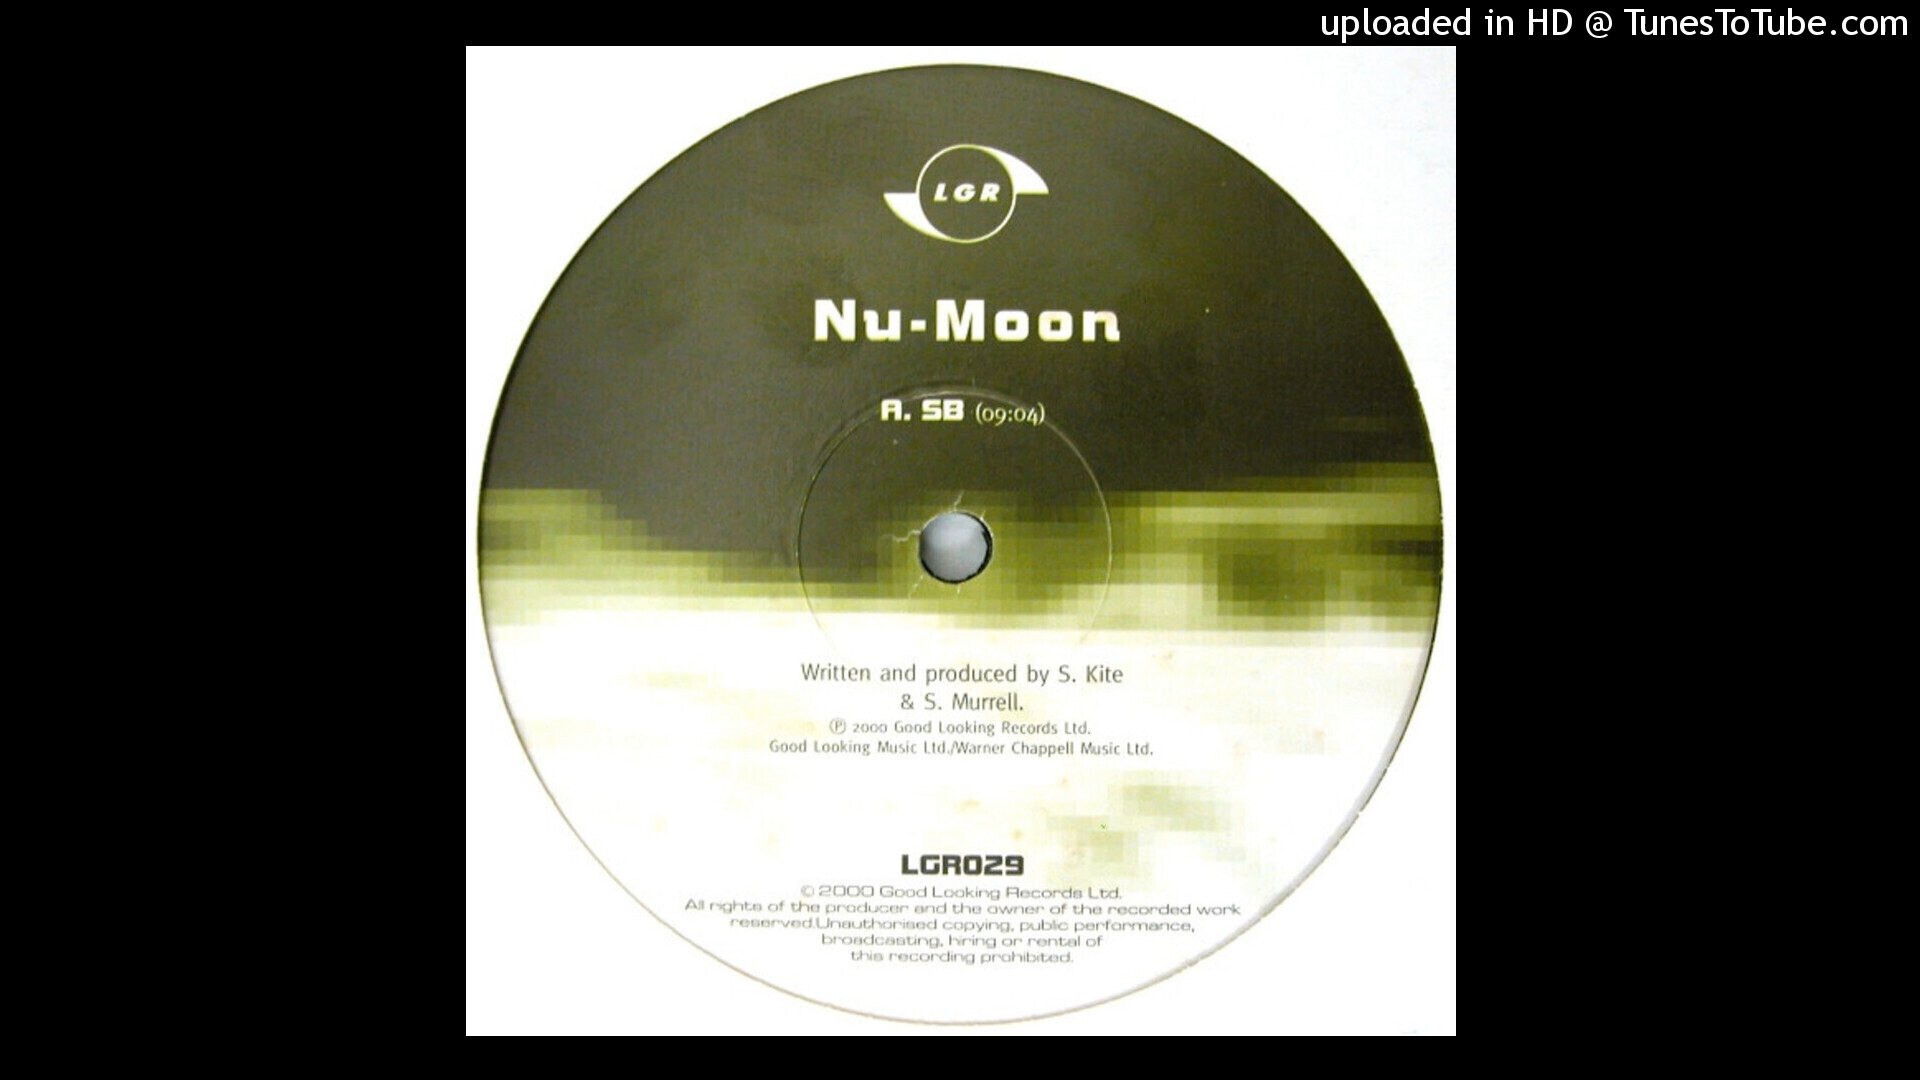 uploaded in HD @ TunesToTube.com
LGR
Nu-Moon
A. SB (09:04)
Written and produced by S. Kite
& S. Murrell.
℗ 2000 Good Looking Records Ltd.
Good Looking Music Ltd./Warner Chappell Music Ltd.
LGR029
© 2000 Good Looking Records Ltd.
All rights of the producer and the owner of the recorded work
reserved.Unauthorised copying, public performance,
broadcasting, hiring or rental of
this recording prohibited.